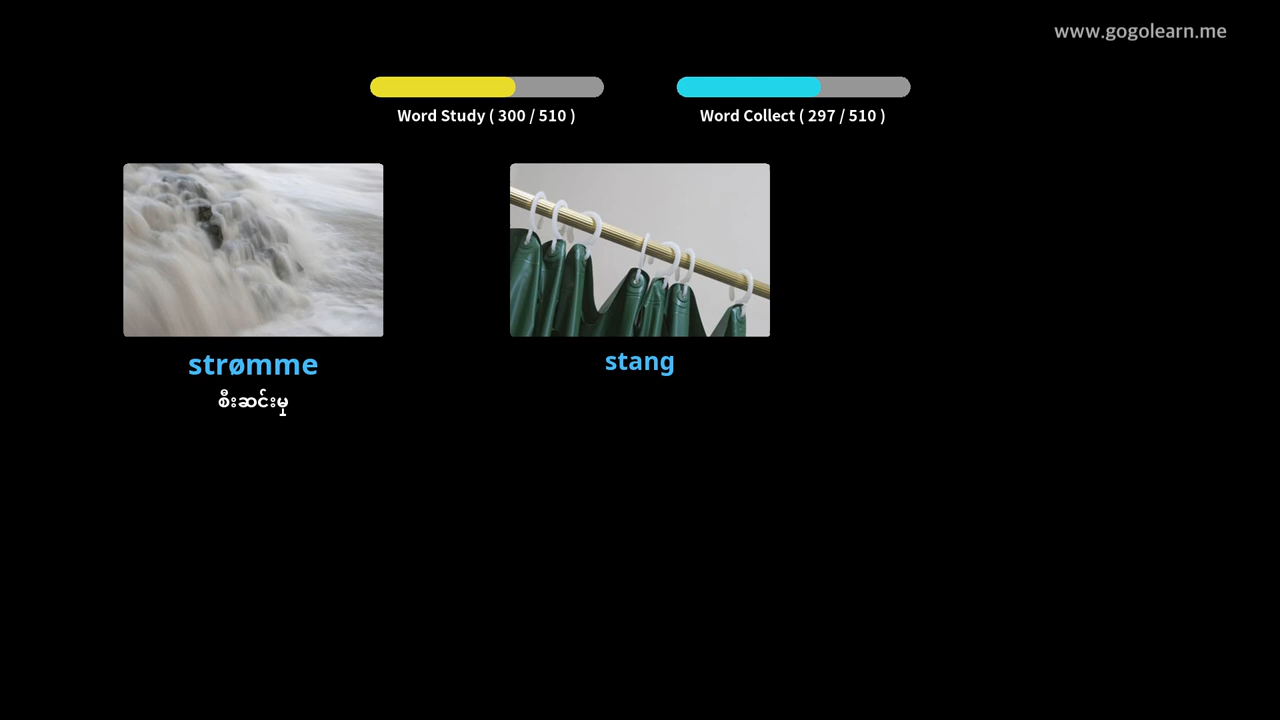 www.gogolearn.me
Word Study ( 300 / 510 )
Word Collect ( 297 / 510 )
strømme
stang
စီးဆင်းမှု